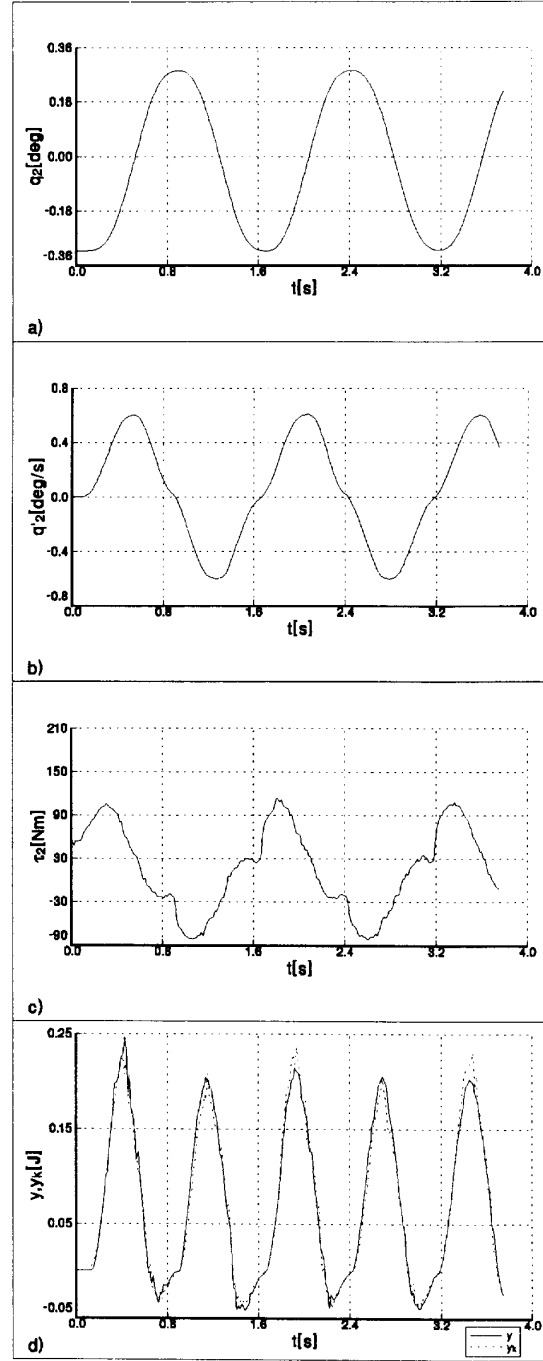 0.36
0.18
0.00
-0.18
-0.36
q2[deg]
0.0 0.8 1.6 2.4 3.2 4.0
t[s]
a)
0.8
0.4
0.0
-0.4
-0.8
q'2[deg/s]
0.0 0.8 1.6 2.4 3.2 4.0
t[s]
b)
210
150
90
30
-30
-90
τ2[Nm]
0.0 0.8 1.6 2.4 3.2 4.0
t[s]
c)
0.25
0.15
0.05
-0.05
y,yk[J]
0.0 0.8 1.6 2.4 3.2 4.0
t[s]
d)
y
yk